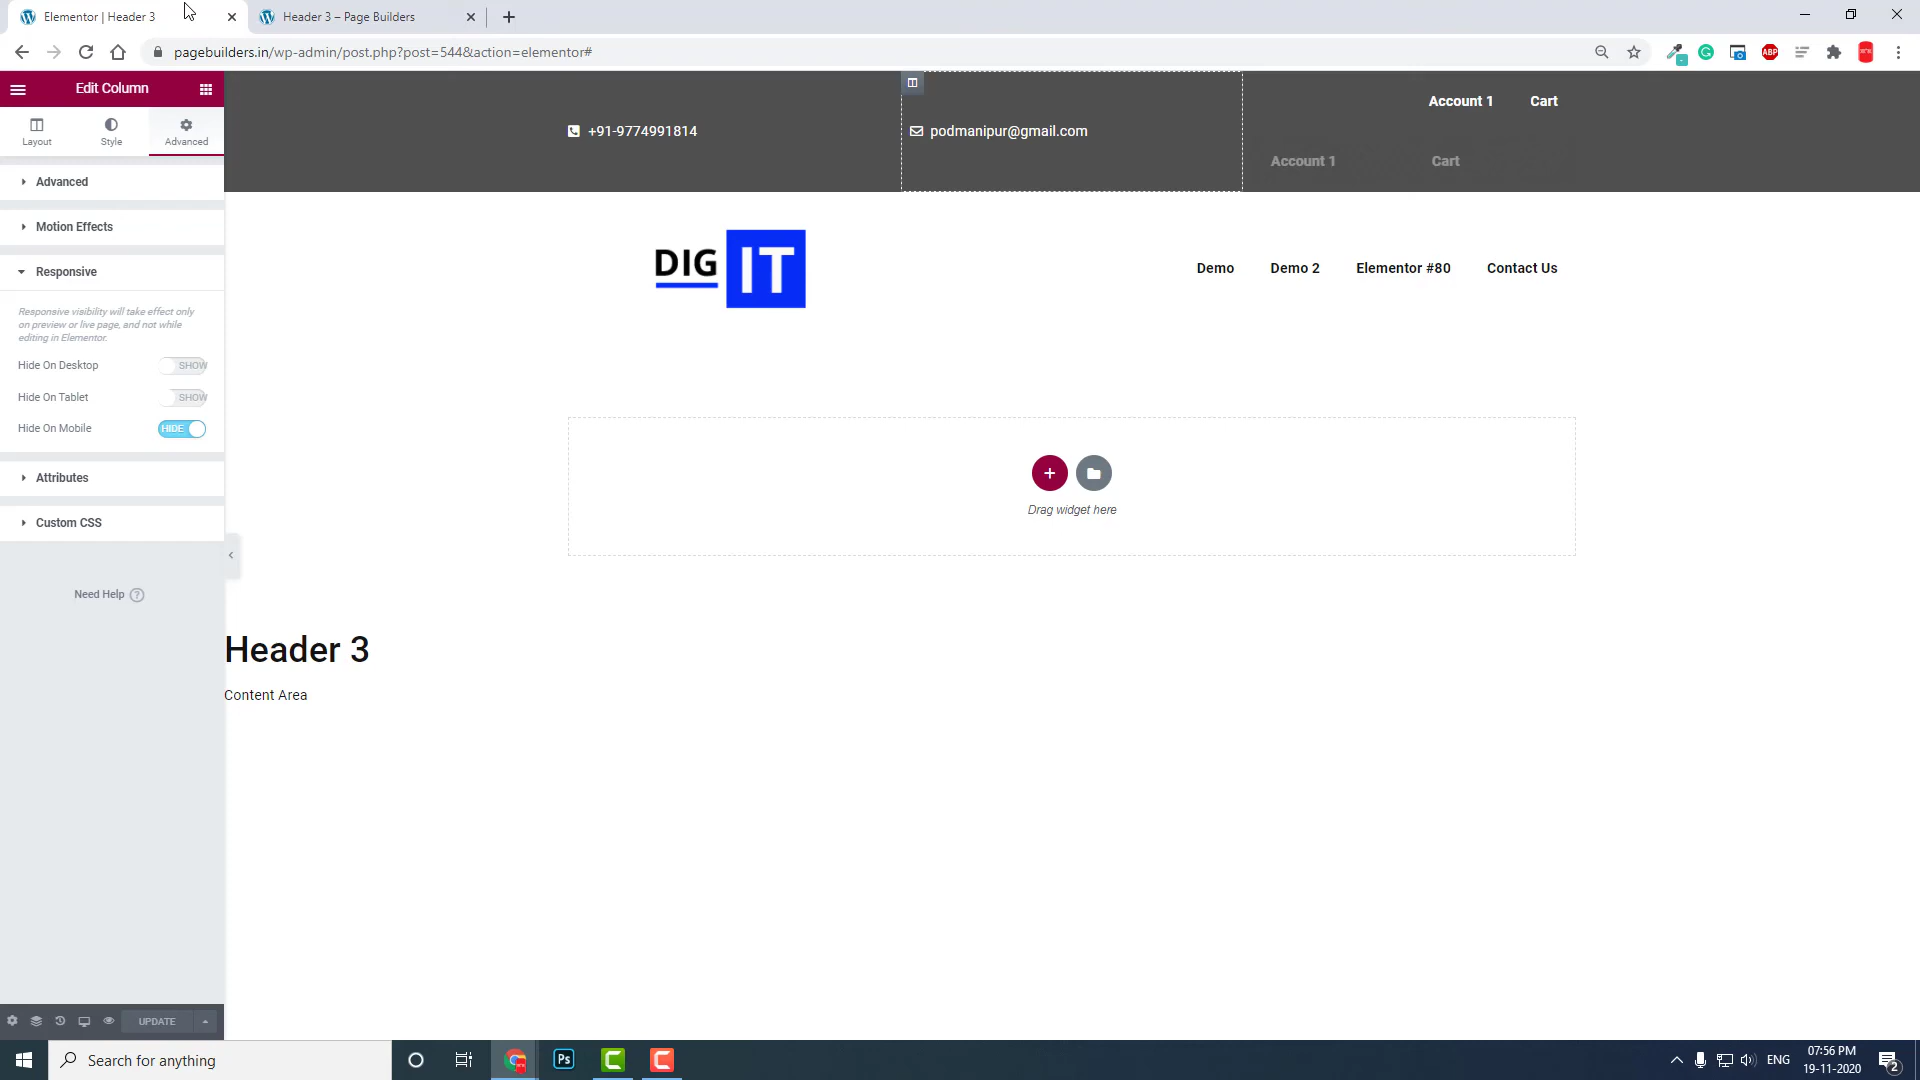 Elementor | Header 3
Header 3 – Page Builders
pagebuilders.in/wp-admin/post.php?post=544&action=elementor#
ABP
Edit Column
Layout
Style
Advanced
Advanced
Motion Effects
Responsive
Responsive visibility will take effect only
on preview or live page, and not while
editing in Elementor.
Hide On Desktop
SHOW
Hide On Tablet
SHOW
Hide On Mobile
HIDE
Attributes
Custom CSS
Need Help
UPDATE
+91-9774991814
podmanipur@gmail.com
Account 1
Cart
Account 1
Cart
DIG IT
Demo
Demo 2
Elementor #80
Contact Us
Drag widget here
Header 3
Content Area
Search for anything
Ps
ENG
07:56 PM
19-11-2020
2